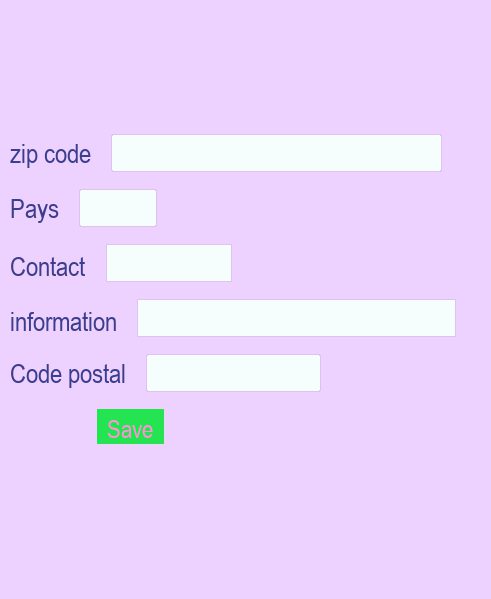 zip code
Pays
Contact
information
Code postal
Save